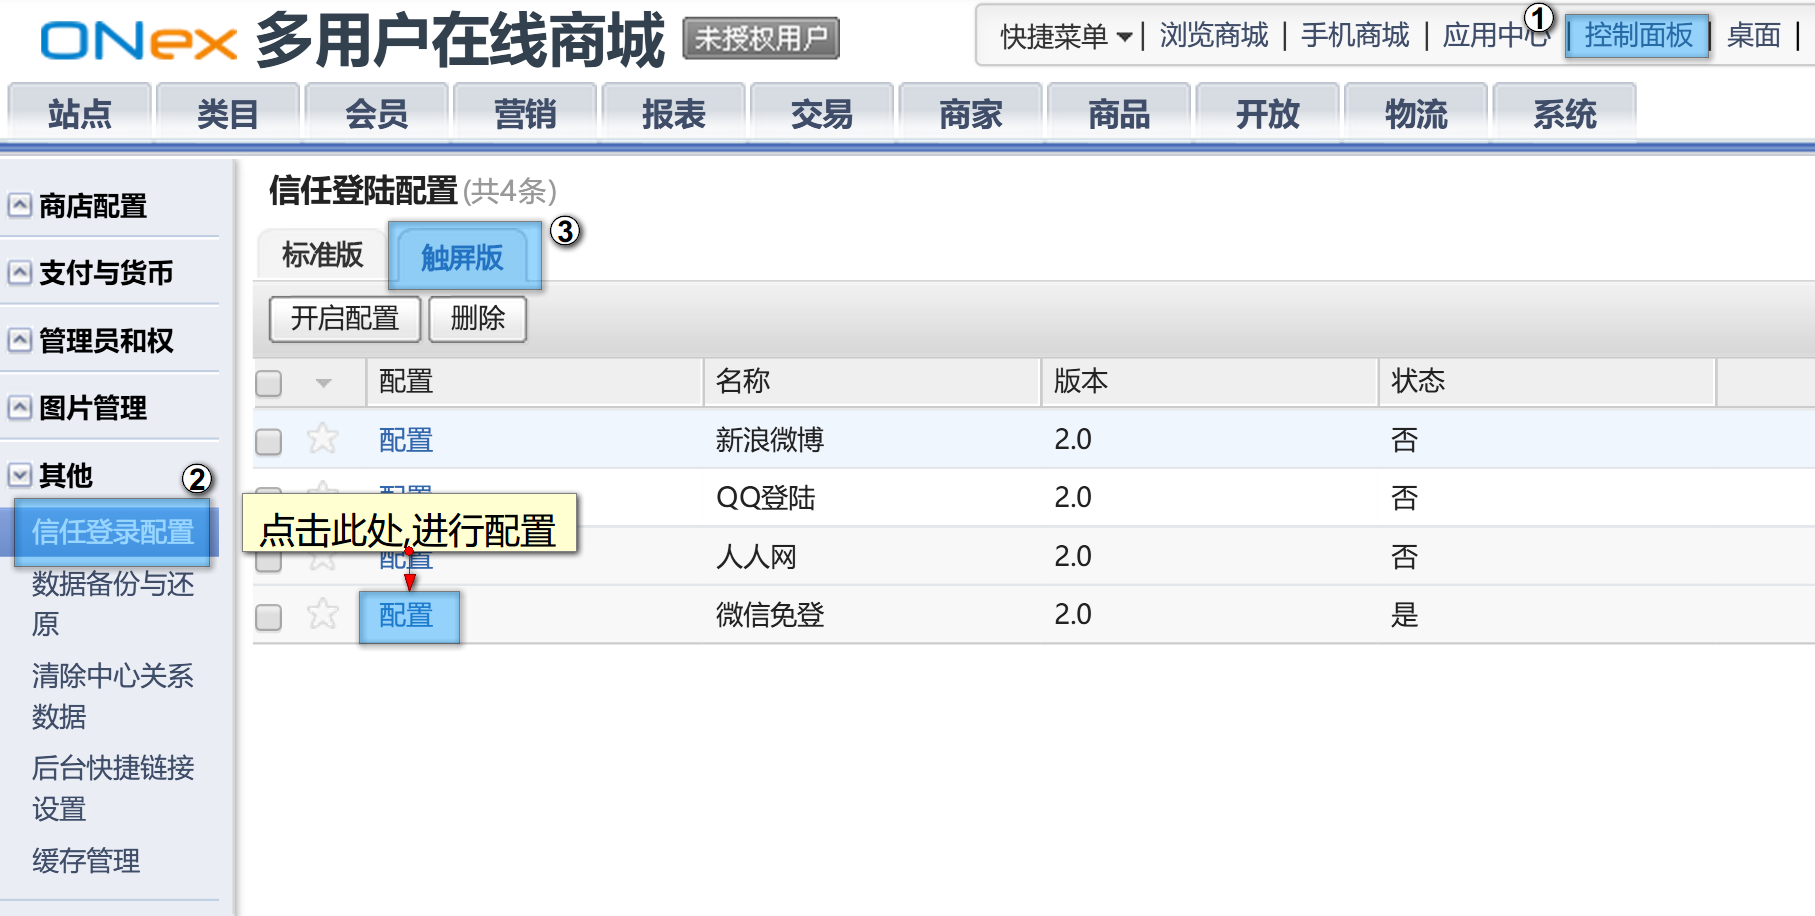 ONex 多用户在线商城 未授权用户
快捷菜单 | 浏览商城 | 手机商城 | 应用中心 ① | 控制面板 | 桌面 |
站点 类目 会员 营销 报表 交易 商家 商品 开放 物流 系统
商店配置
支付与货币
管理员和权
图片管理
其他 ②
信任登录配置
数据备份与还
原
清除中心关系
数据
后台快捷链接
设置
缓存管理
信任登陆配置(共4条)
标准版 触屏版 ③
开启配置 删除
配置 名称 版本 状态
配置 新浪微博 2.0 否
配置 QQ登陆 2.0 否
点击此处,进行配置
配置 人人网 2.0 否
配置 微信免登 2.0 是